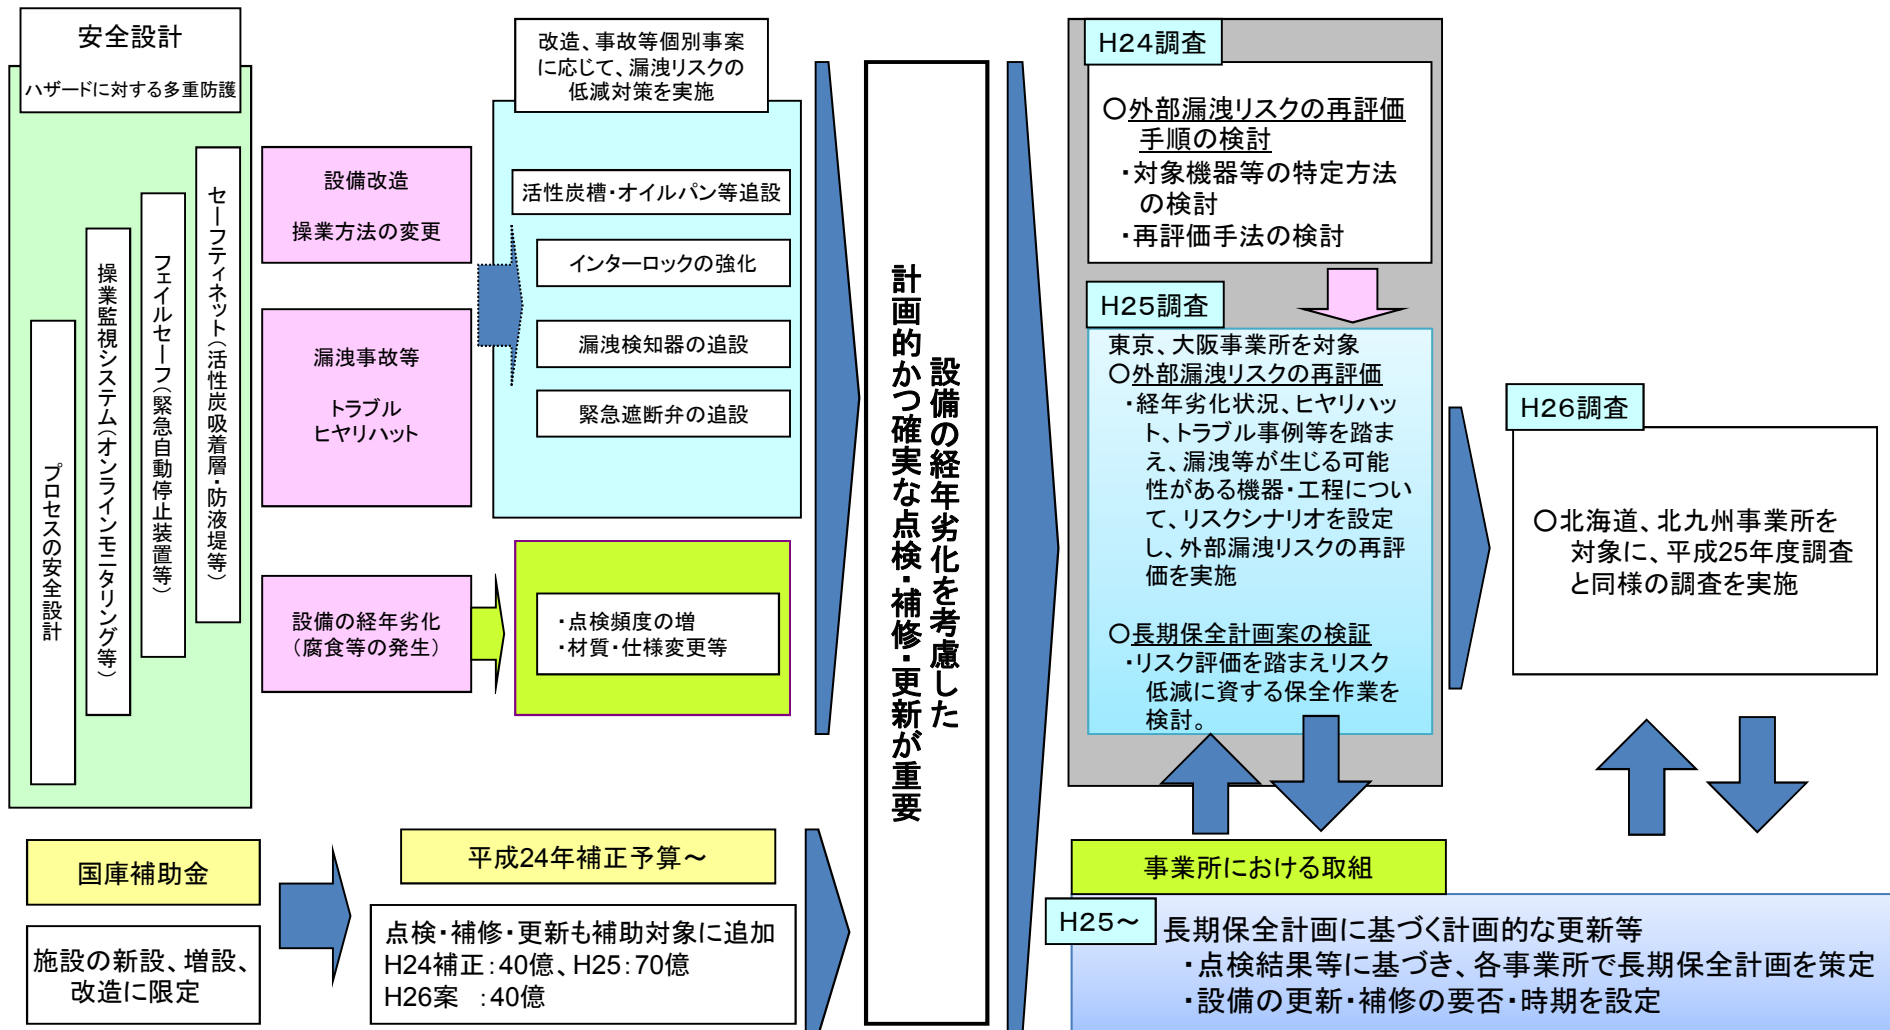 安全設計
ハザードに対する多重防護
セーフティネット(活性炭吸着層・防液堤等)
フェイルセーフ(緊急自動停止装置等)
操業監視システム(オンラインモニタリング等)
プロセスの安全設計
設備改造
操業方法の変更
漏洩事故等
トラブル
ヒヤリハット
設備の経年劣化
(腐食等の発生)
改造、事故等個別事案
に応じて、漏洩リスクの
低減対策を実施
活性炭槽・オイルパン等追設
インターロックの強化
漏洩検知器の追設
緊急遮断弁の追設
・点検頻度の増
・材質・仕様変更等
国庫補助金
施設の新設、増設、
改造に限定
平成24年補正予算～
点検・補修・更新も補助対象に追加
H24補正：40億、H25：70億
H26案　：40億
設備の経年劣化を考慮した
計画的かつ確実な点検・補修・更新が重要
H24調査
○外部漏洩リスクの再評価
手順の検討
・対象機器等の特定方法
の検討
・再評価手法の検討
H25調査
東京、大阪事業所を対象
○外部漏洩リスクの再評価
・経年劣化状況、ヒヤリハッ
ト、トラブル事例等を踏ま
え、漏洩等が生じる可能
性がある機器・工程につい
て、リスクシナリオを設定
し、外部漏洩リスクの再評
価を実施
○長期保全計画案の検証
・リスク評価を踏まえリスク
低減に資する保全作業を
検討。
H26調査
○北海道、北九州事業所を
対象に、平成25年度調査
と同様の調査を実施
事業所における取組
H25～
長期保全計画に基づく計画的な更新等
・点検結果等に基づき、各事業所で長期保全計画を策定
・設備の更新・補修の要否・時期を設定